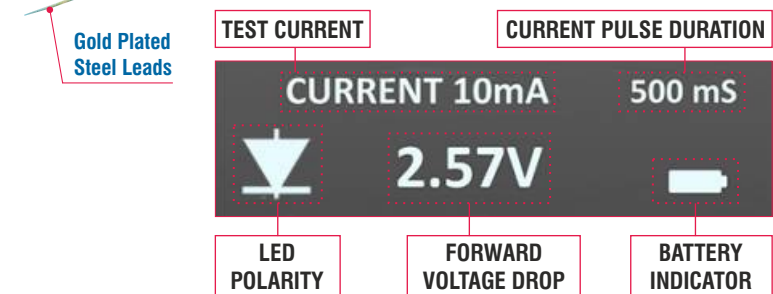 Gold Plated
Steel Leads
TEST CURRENT
CURRENT PULSE DURATION
CURRENT 10mA
500 mS
2.57V
LED
POLARITY
FORWARD
VOLTAGE DROP
BATTERY
INDICATOR